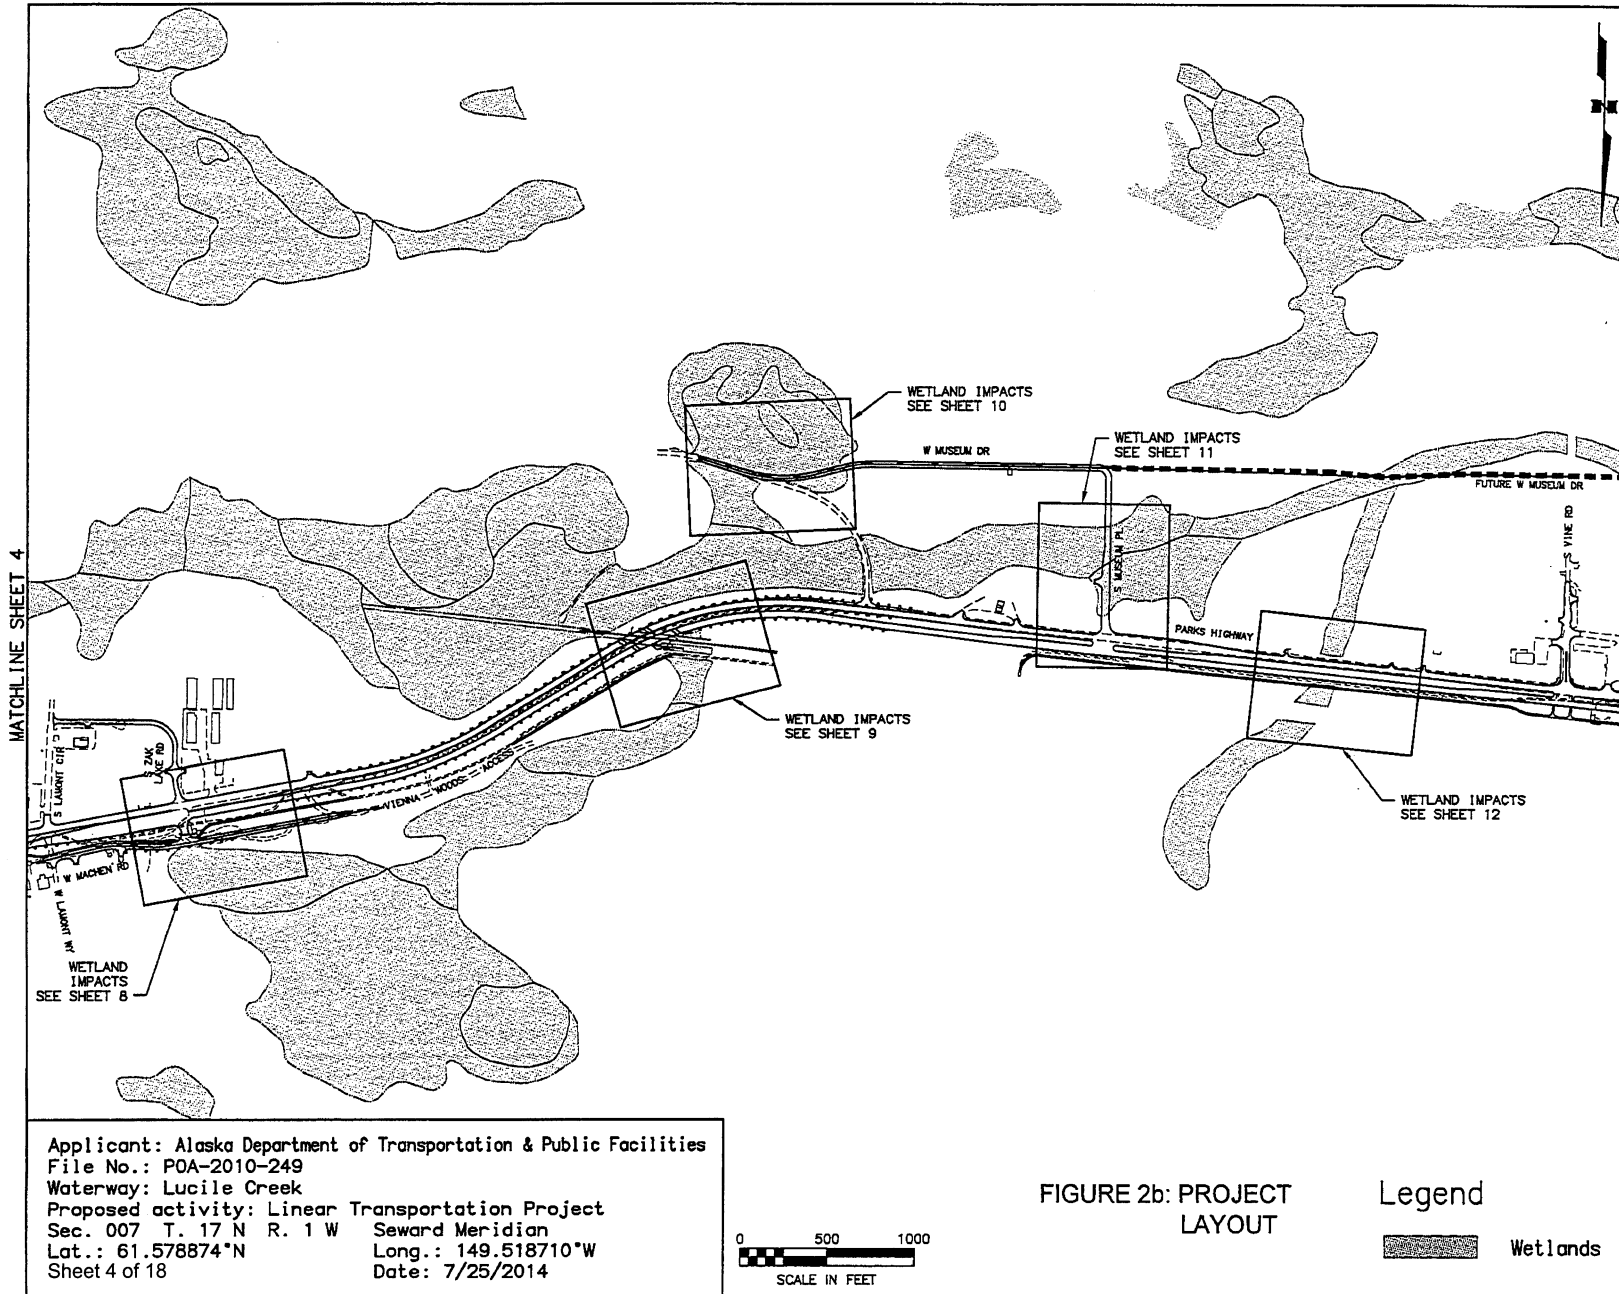 N
WETLAND IMPACTS
SEE SHEET 10
W MUSEUM DR
WETLAND IMPACTS
SEE SHEET 11
FUTURE W MUSEUM DR
S VINE RD
S MUSEUM PL
PARKS HIGHWAY
MATCHLINE SHEET 4
WETLAND IMPACTS
SEE SHEET 9
S LAMONT CIR
S ZAK
LAKE RD
VIENNA WOODS ACCESS
WETLAND IMPACTS
SEE SHEET 12
W MACHEN RD
W LAMONT WY
WETLAND
IMPACTS
SEE SHEET 8
Applicant: Alaska Department of Transportation & Public Facilities
File No.: POA-2010-249
Waterway: Lucile Creek
Proposed activity: Linear Transportation Project
Sec. 007 T. 17 N R. 1 W Seward Meridian
Lat.: 61.578874°N Long.: 149.518710°W
Sheet 4 of 18 Date: 7/25/2014
0 500 1000
SCALE IN FEET
FIGURE 2b: PROJECT
LAYOUT
Legend
Wetlands